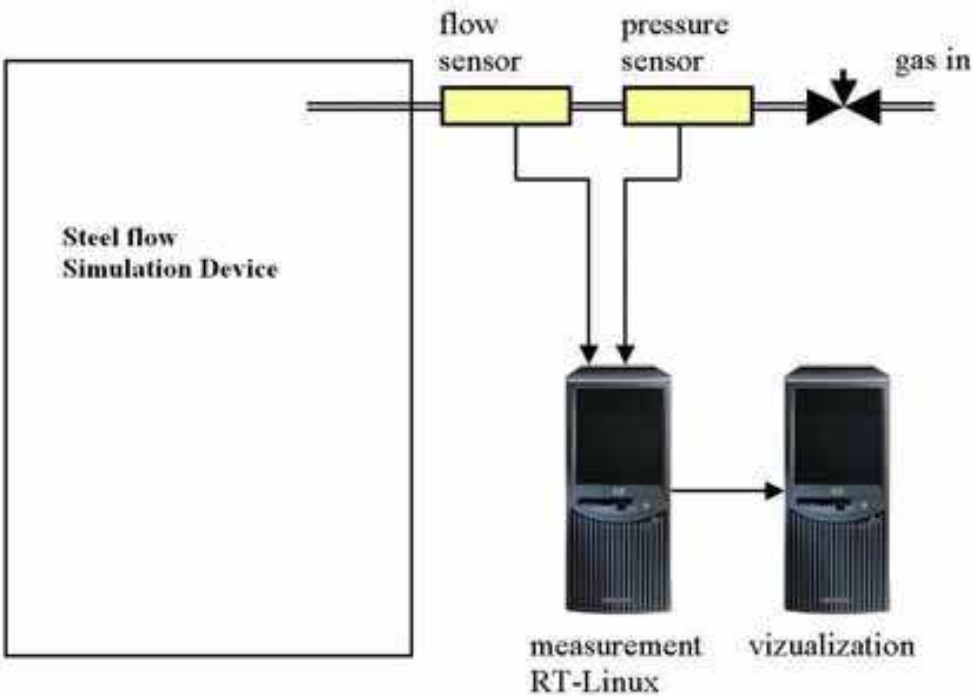 flow
sensor
pressure
sensor
gas in
Steel flow
Simulation Device
measurement
RT-Linux
vizualization